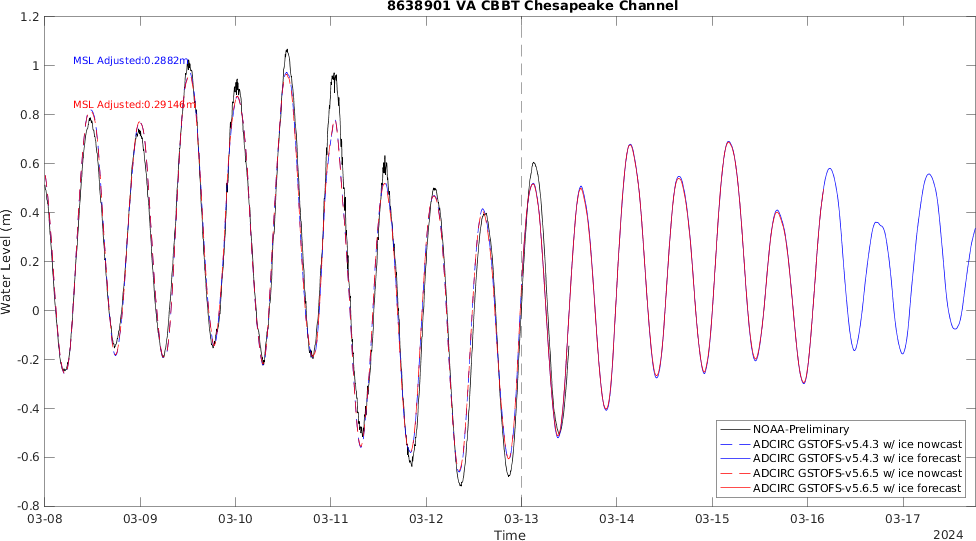 8638901 VA CBBT Chesapeake Channel
1.2
1
0.8
0.6
0.4
0.2
0
-0.2
-0.4
-0.6
-0.8
Water Level (m)
MSL Adjusted:0.2882m
MSL Adjusted:0.29146m
NOAA-Preliminary
ADCIRC GSTOFS-v5.4.3 w/ ice nowcast
ADCIRC GSTOFS-v5.4.3 w/ ice forecast
ADCIRC GSTOFS-v5.6.5 w/ ice nowcast
ADCIRC GSTOFS-v5.6.5 w/ ice forecast
03-08 03-09 03-10 03-11 03-12 03-13 03-14 03-15 03-16 03-17
Time
2024